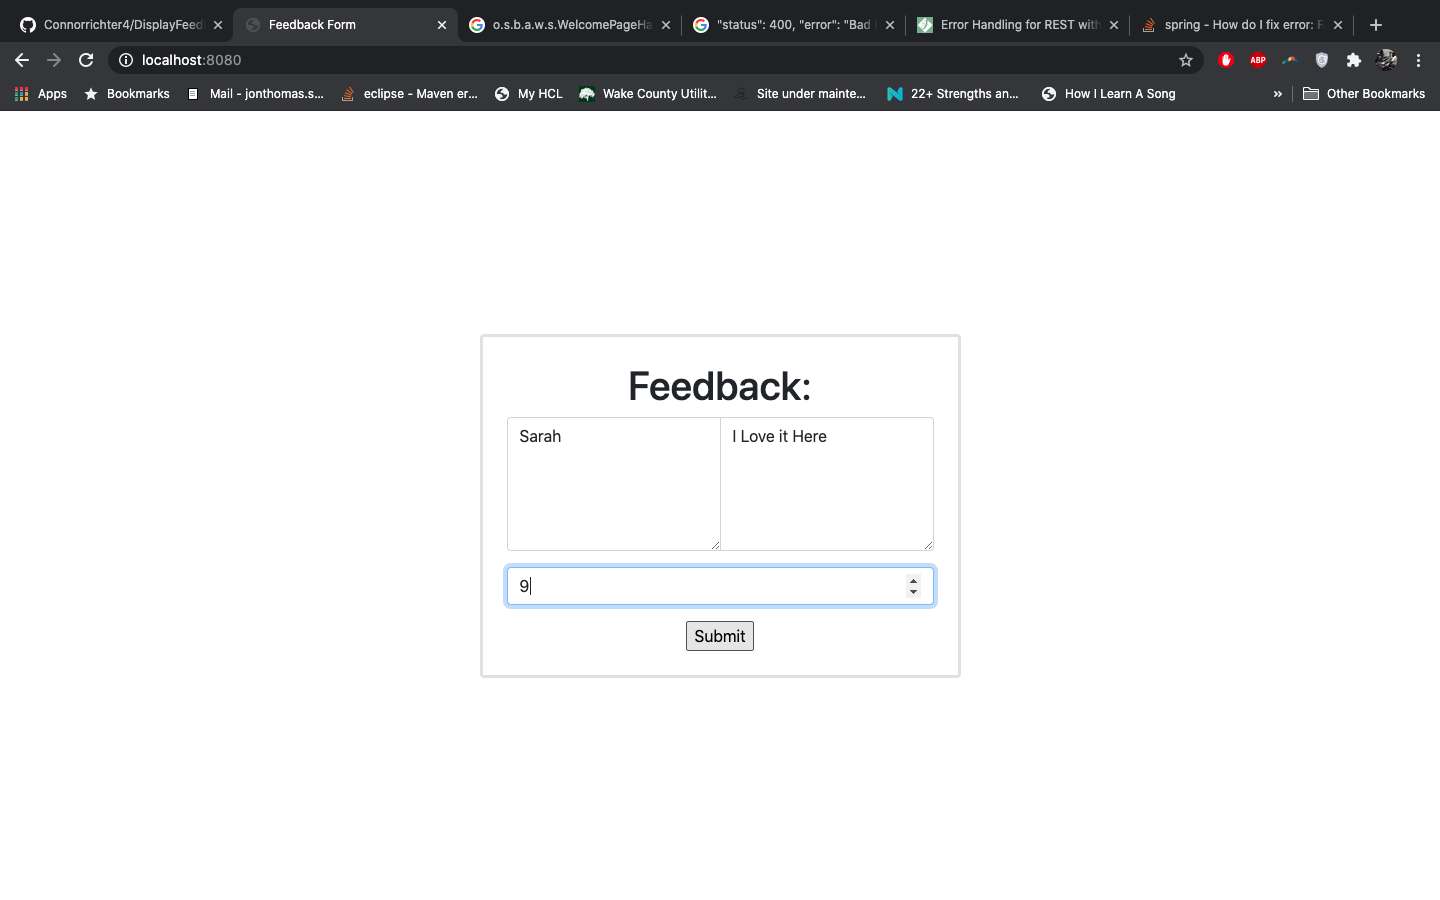 Connorrichter4/DisplayFeed
Feedback Form
o.s.b.a.w.s.WelcomePageHa
"status": 400, "error": "Bad
Error Handling for REST with
spring - How do I fix error: F
localhost:8080
ABP
Apps
Bookmarks
Mail - jonthomas.s...
eclipse - Maven er...
My HCL
Wake County Utilit...
Site under mainte...
22+ Strengths an...
How I Learn A Song
»
Other Bookmarks
Feedback:
Sarah
I Love it Here
9
Submit